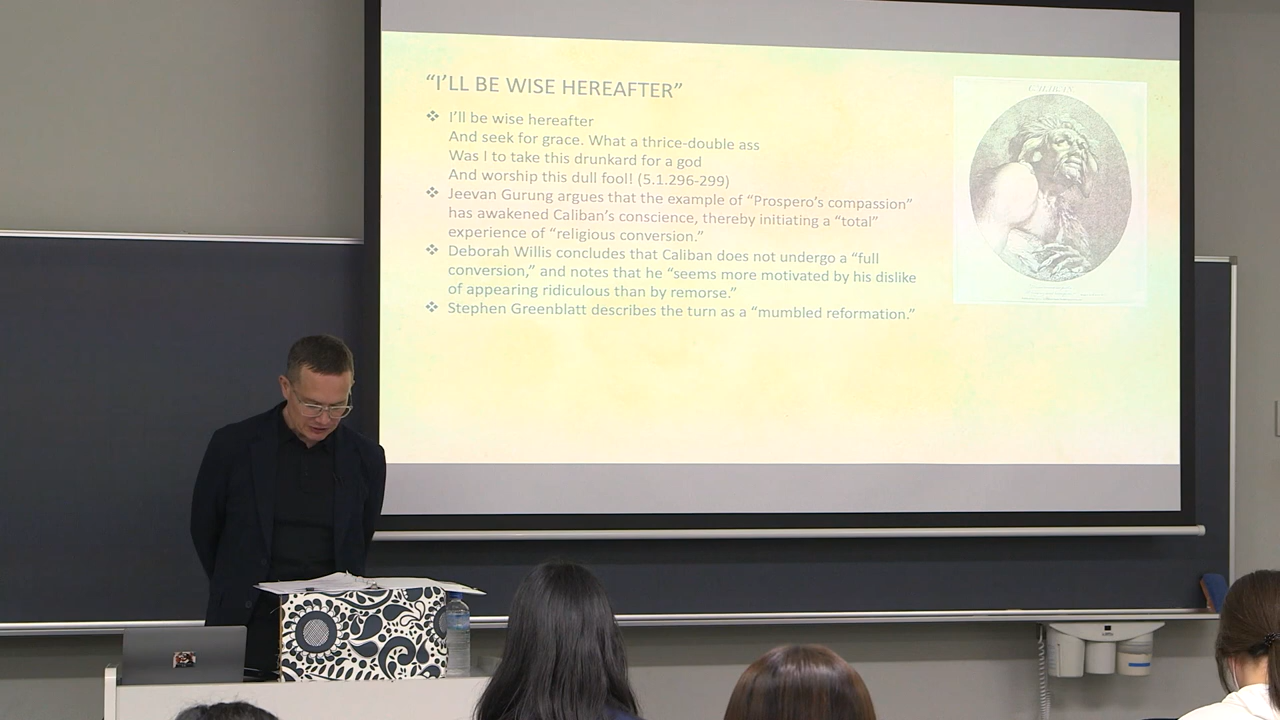 "I'LL BE WISE HEREAFTER"
❖ I'll be wise hereafter
And seek for grace. What a thrice-double ass
Was I to take this drunkard for a god
And worship this dull fool! (5.1.296-299)
❖ Jeevan Gurung argues that the example of "Prospero's compassion"
has awakened Caliban's conscience, thereby initiating a "total"
experience of "religious conversion."
❖ Deborah Willis concludes that Caliban does not undergo a "full
conversion," and notes that he "seems more motivated by his dislike
of appearing ridiculous than by remorse."
❖ Stephen Greenblatt describes the turn as a "mumbled reformation."
CALIBAN